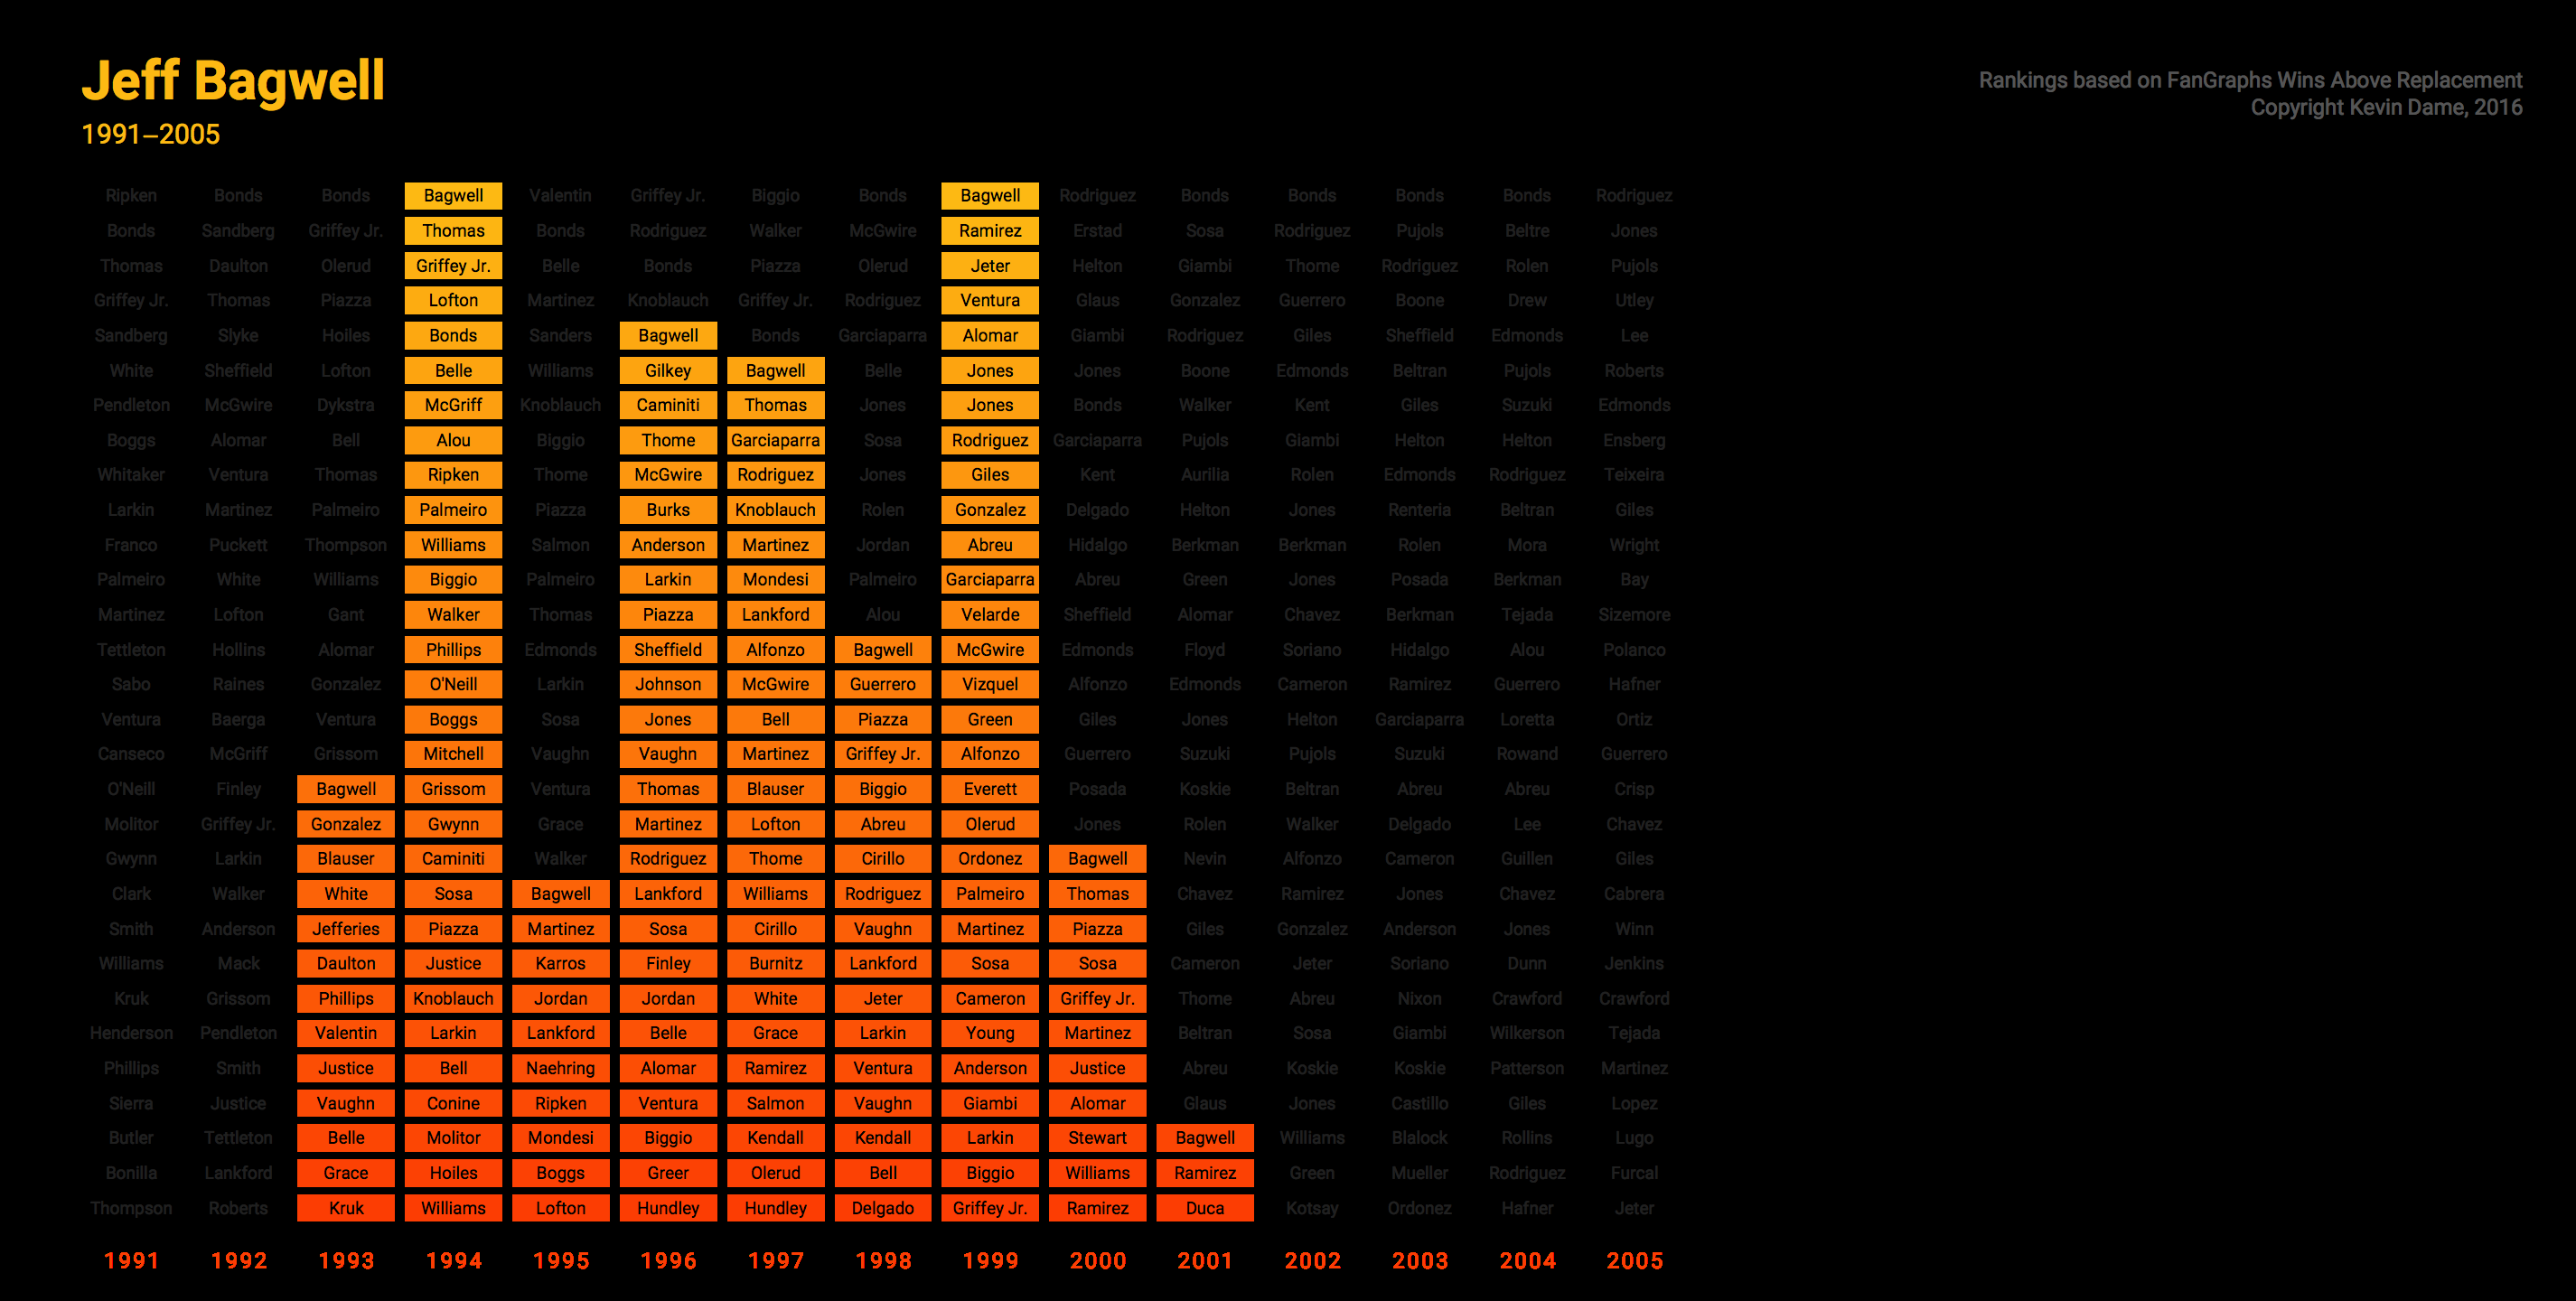 Jeff Bagwell
1991–2005
Rankings based on FanGraphs Wins Above Replacement
Copyright Kevin Dame, 2016
Ripken Bonds Bonds Bagwell Valentin Griffey Jr. Biggio Bonds Bagwell Rodriguez Bonds Bonds Bonds Bonds Rodriguez
Bonds Sandberg Griffey Jr. Thomas Bonds Rodriguez Walker McGwire Ramirez Erstad Sosa Rodriguez Pujols Beltre Jones
Thomas Daulton Olerud Griffey Jr. Belle Bonds Piazza Olerud Jeter Helton Giambi Thome Rodriguez Rolen Pujols
Griffey Jr. Thomas Piazza Lofton Martinez Knoblauch Griffey Jr. Rodriguez Ventura Glaus Gonzalez Guerrero Boone Drew Utley
Sandberg Slyke Hoiles Bonds Sanders Bagwell Bonds Garciaparra Alomar Giambi Rodriguez Giles Sheffield Edmonds Lee
White Sheffield Lofton Belle Williams Gilkey Bagwell Belle Jones Jones Boone Edmonds Beltran Pujols Roberts
Pendleton McGwire Dykstra McGriff Knoblauch Caminiti Thomas Jones Jones Bonds Walker Kent Giles Suzuki Edmonds
Boggs Alomar Bell Alou Biggio Thome Garciaparra Sosa Rodriguez Garciaparra Pujols Giambi Helton Helton Ensberg
Whitaker Ventura Thomas Ripken Thome McGwire Rodriguez Jones Giles Kent Aurilia Rolen Edmonds Rodriguez Teixeira
Larkin Martinez Palmeiro Palmeiro Piazza Burks Knoblauch Rolen Gonzalez Delgado Helton Jones Renteria Beltran Giles
Franco Puckett Thompson Williams Salmon Anderson Martinez Jordan Abreu Hidalgo Berkman Berkman Rolen Mora Wright
Palmeiro White Williams Biggio Palmeiro Larkin Mondesi Palmeiro Garciaparra Abreu Green Jones Posada Berkman Bay
Martinez Lofton Gant Walker Thomas Piazza Lankford Alou Velarde Sheffield Alomar Chavez Berkman Tejada Sizemore
Tettleton Hollins Alomar Phillips Edmonds Sheffield Alfonzo Bagwell McGwire Edmonds Floyd Soriano Hidalgo Alou Polanco
Sabo Raines Gonzalez O'Neill Larkin Johnson McGwire Guerrero Vizquel Alfonzo Edmonds Cameron Ramirez Guerrero Hafner
Ventura Baerga Ventura Boggs Sosa Jones Bell Piazza Green Giles Jones Helton Garciaparra Loretta Ortiz
Canseco McGriff Grissom Mitchell Vaughn Vaughn Martinez Griffey Jr. Alfonzo Guerrero Suzuki Pujols Suzuki Rowand Guerrero
O'Neill Finley Bagwell Grissom Ventura Thomas Blauser Biggio Everett Posada Koskie Beltran Abreu Abreu Crisp
Molitor Griffey Jr. Gonzalez Gwynn Grace Martinez Lofton Abreu Olerud Jones Rolen Walker Delgado Lee Chavez
Gwynn Larkin Blauser Caminiti Walker Rodriguez Thome Cirillo Ordonez Bagwell Nevin Alfonzo Cameron Guillen Giles
Clark Walker White Sosa Bagwell Lankford Williams Rodriguez Palmeiro Thomas Chavez Ramirez Jones Chavez Cabrera
Smith Anderson Jefferies Piazza Martinez Sosa Cirillo Vaughn Martinez Piazza Giles Gonzalez Anderson Jones Winn
Williams Mack Daulton Justice Karros Finley Burnitz Lankford Sosa Sosa Cameron Jeter Soriano Dunn Jenkins
Kruk Grissom Phillips Knoblauch Jordan Jordan White Jeter Cameron Griffey Jr. Thome Abreu Nixon Crawford Crawford
Henderson Pendleton Valentin Larkin Lankford Belle Grace Larkin Young Martinez Beltran Sosa Giambi Wilkerson Tejada
Phillips Smith Justice Bell Naehring Alomar Ramirez Ventura Anderson Justice Abreu Koskie Koskie Patterson Martinez
Sierra Justice Vaughn Conine Ripken Ventura Salmon Vaughn Giambi Alomar Glaus Jones Castillo Giles Lopez
Butler Tettleton Belle Molitor Mondesi Biggio Kendall Kendall Larkin Stewart Bagwell Williams Blalock Rollins Lugo
Bonilla Lankford Grace Hoiles Boggs Greer Olerud Bell Biggio Williams Ramirez Green Mueller Rodriguez Furcal
Thompson Roberts Kruk Williams Lofton Hundley Hundley Delgado Griffey Jr. Ramirez Duca Kotsay Ordonez Hafner Jeter
1991 1992 1993 1994 1995 1996 1997 1998 1999 2000 2001 2002 2003 2004 2005